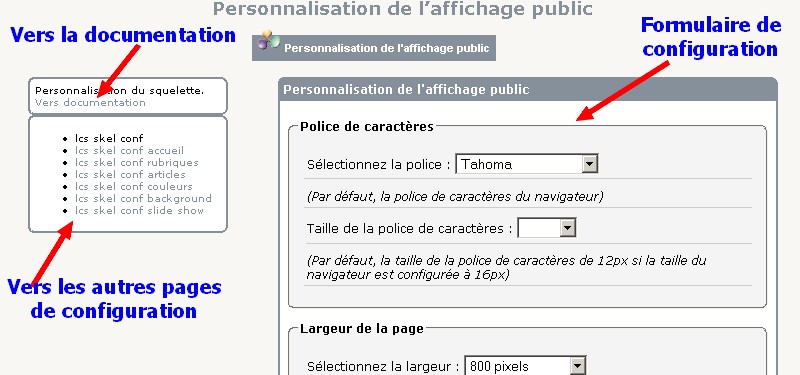 Personnalisation de l'affichage public
Vers la documentation
Formulaire de
configuration
Personnalisation de l'affichage public
Personnalisation du squelette.
Vers documentation
lcs skel conf
lcs skel conf accueil
lcs skel conf rubriques
lcs skel conf articles
lcs skel conf couleurs
lcs skel conf background
lcs skel conf slide show
Vers les autres pages
de configuration
Personnalisation de l'affichage public
Police de caractères
Sélectionnez la police : Tahoma
(Par défaut, la police de caractères du navigateur)
Taille de la police de caractères :
(Par défaut, la taille de la police de caractères de 12px si la taille du
navigateur est configurée à 16px)
Largeur de la page
Sélectionnez la largeur : 800 pixels